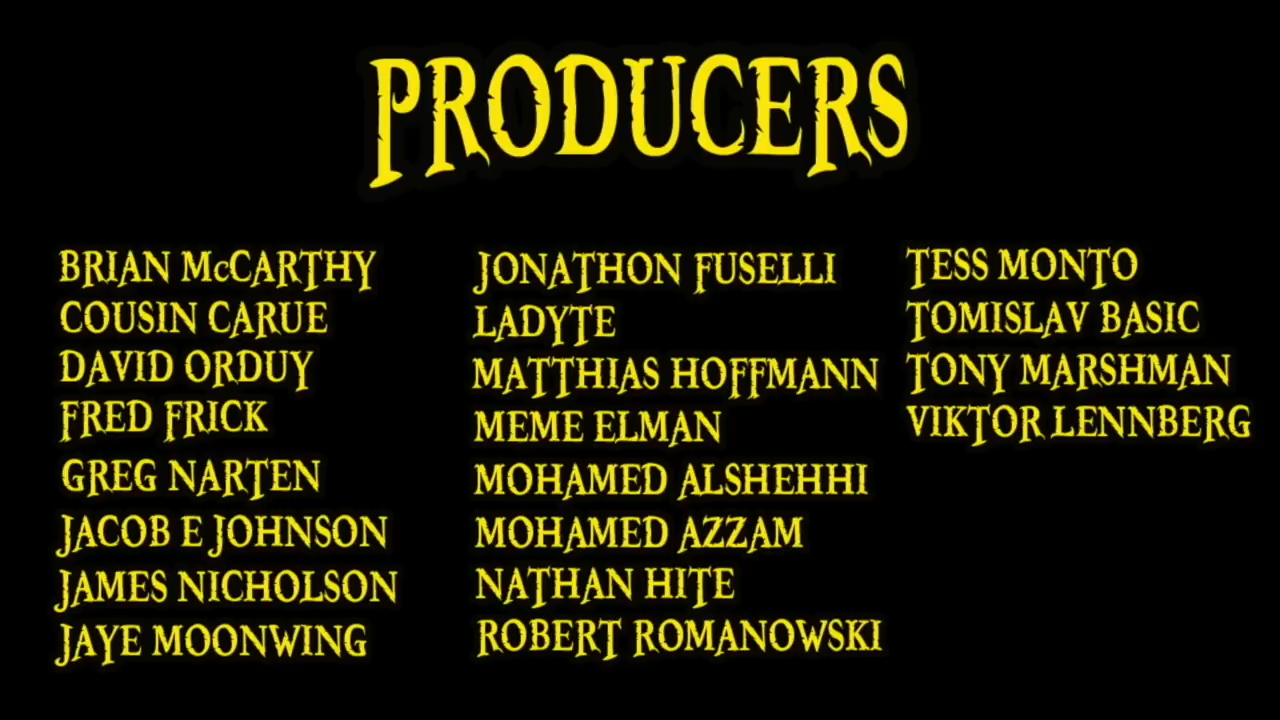 PRODUCERS
BRIAN McCARTHY
COUSIN CARUE
DAVID ORDUY
FRED FRICK
GREG NARTEN
JACOB E JOHNSON
JAMES NICHOLSON
JAYE MOONWING
JONATHON FUSELLI
LADYTE
MATTHIAS HOFFMANN
MEME ELMAN
MOHAMED ALSHEHHI
MOHAMED AZZAM
NATHAN HITE
ROBERT ROMANOWSKI
TESS MONTO
TOMISLAV BASIC
TONY MARSHMAN
VIKTOR LENNBERG